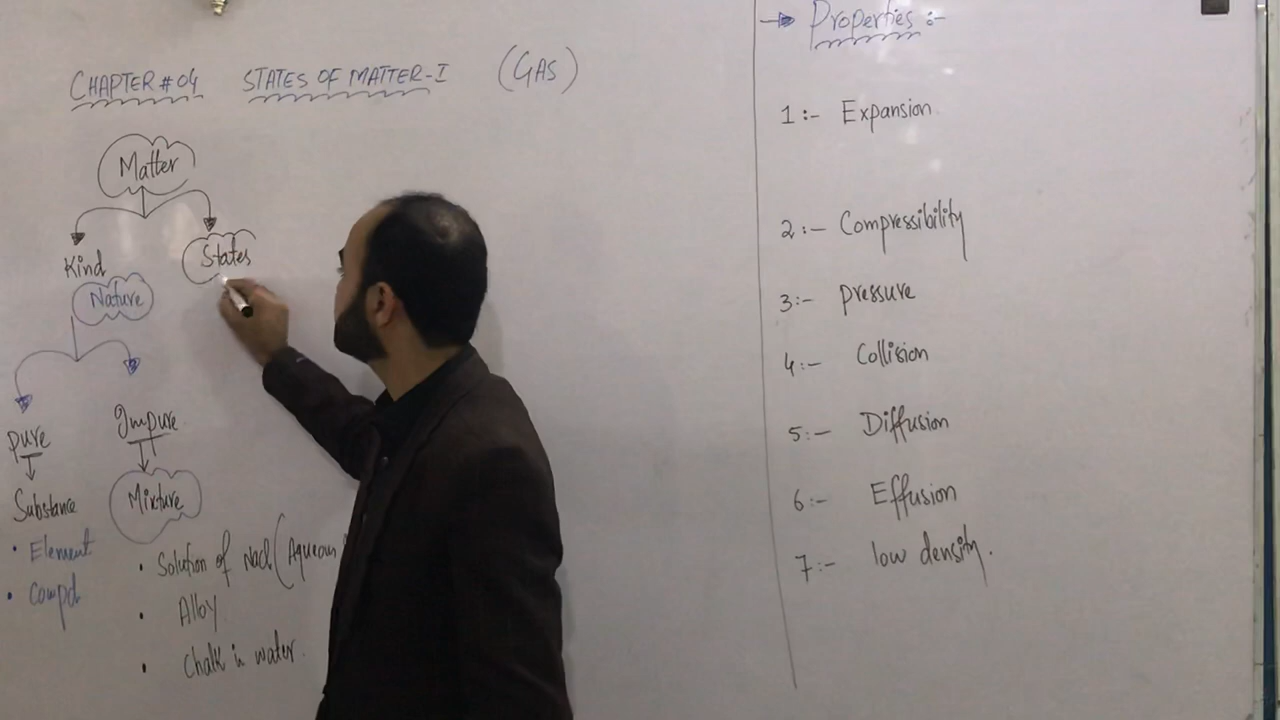 CHAPTER # 04 STATES OF MATTER-I (GAS)
Matter
Kind
States
Nature
pure
Impure
Substance
Mixture
• Element
• Compd
• Solution of Nacl (Aqueous
• Alloy
• Chalk in water.
→ Properties :-
1 :- Expansion
2 :- Compressibility
3 :- pressure
4 :- Collision
5 :- Diffusion
6 :- Effusion
7 :- low density.